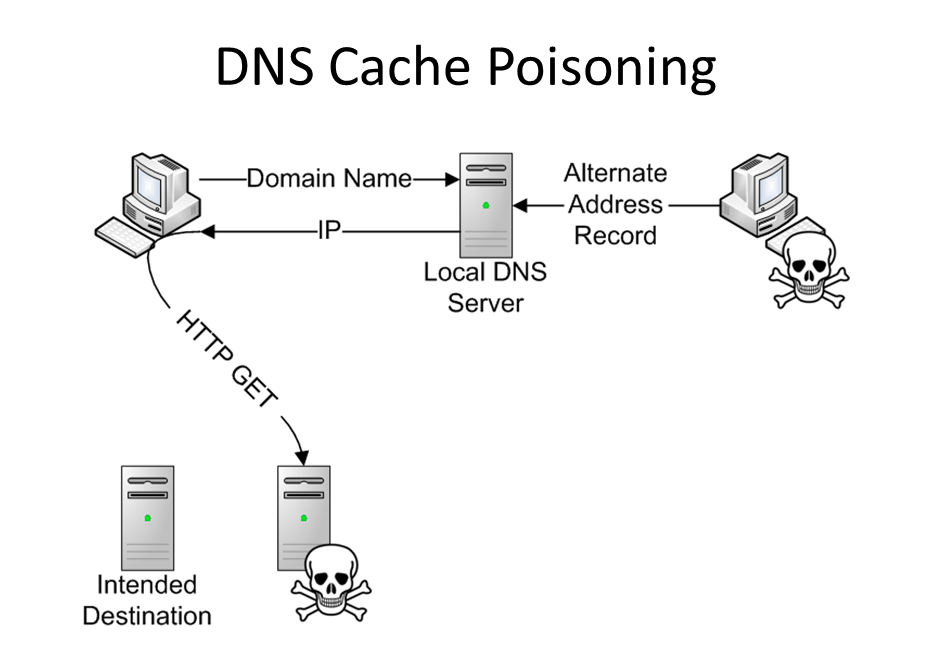 DNS Cache Poisoning
Domain Name
Alternate
Address
Record
IP
Local DNS
Server
HTTP GET
Intended
Destination